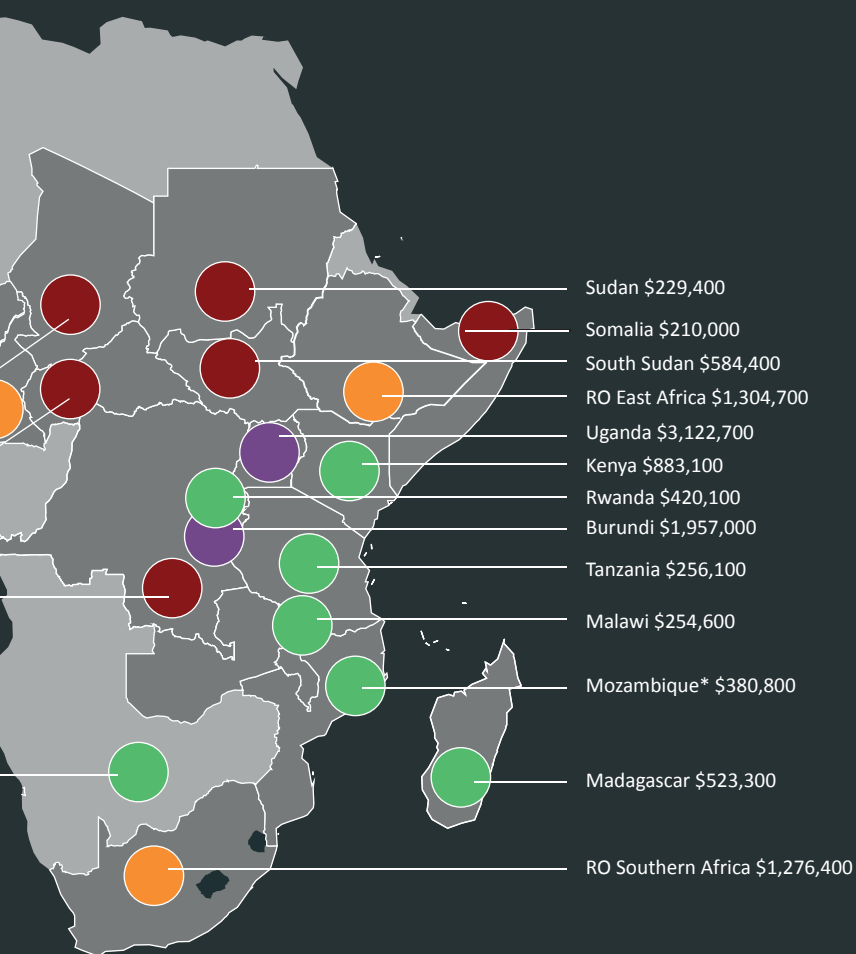 Sudan $229,400
Somalia $210,000
South Sudan $584,400
RO East Africa $1,304,700
Uganda $3,122,700
Kenya $883,100
Rwanda $420,100
Burundi $1,957,000
Tanzania $256,100
Malawi $254,600
Mozambique* $380,800
Madagascar $523,300
RO Southern Africa $1,276,400